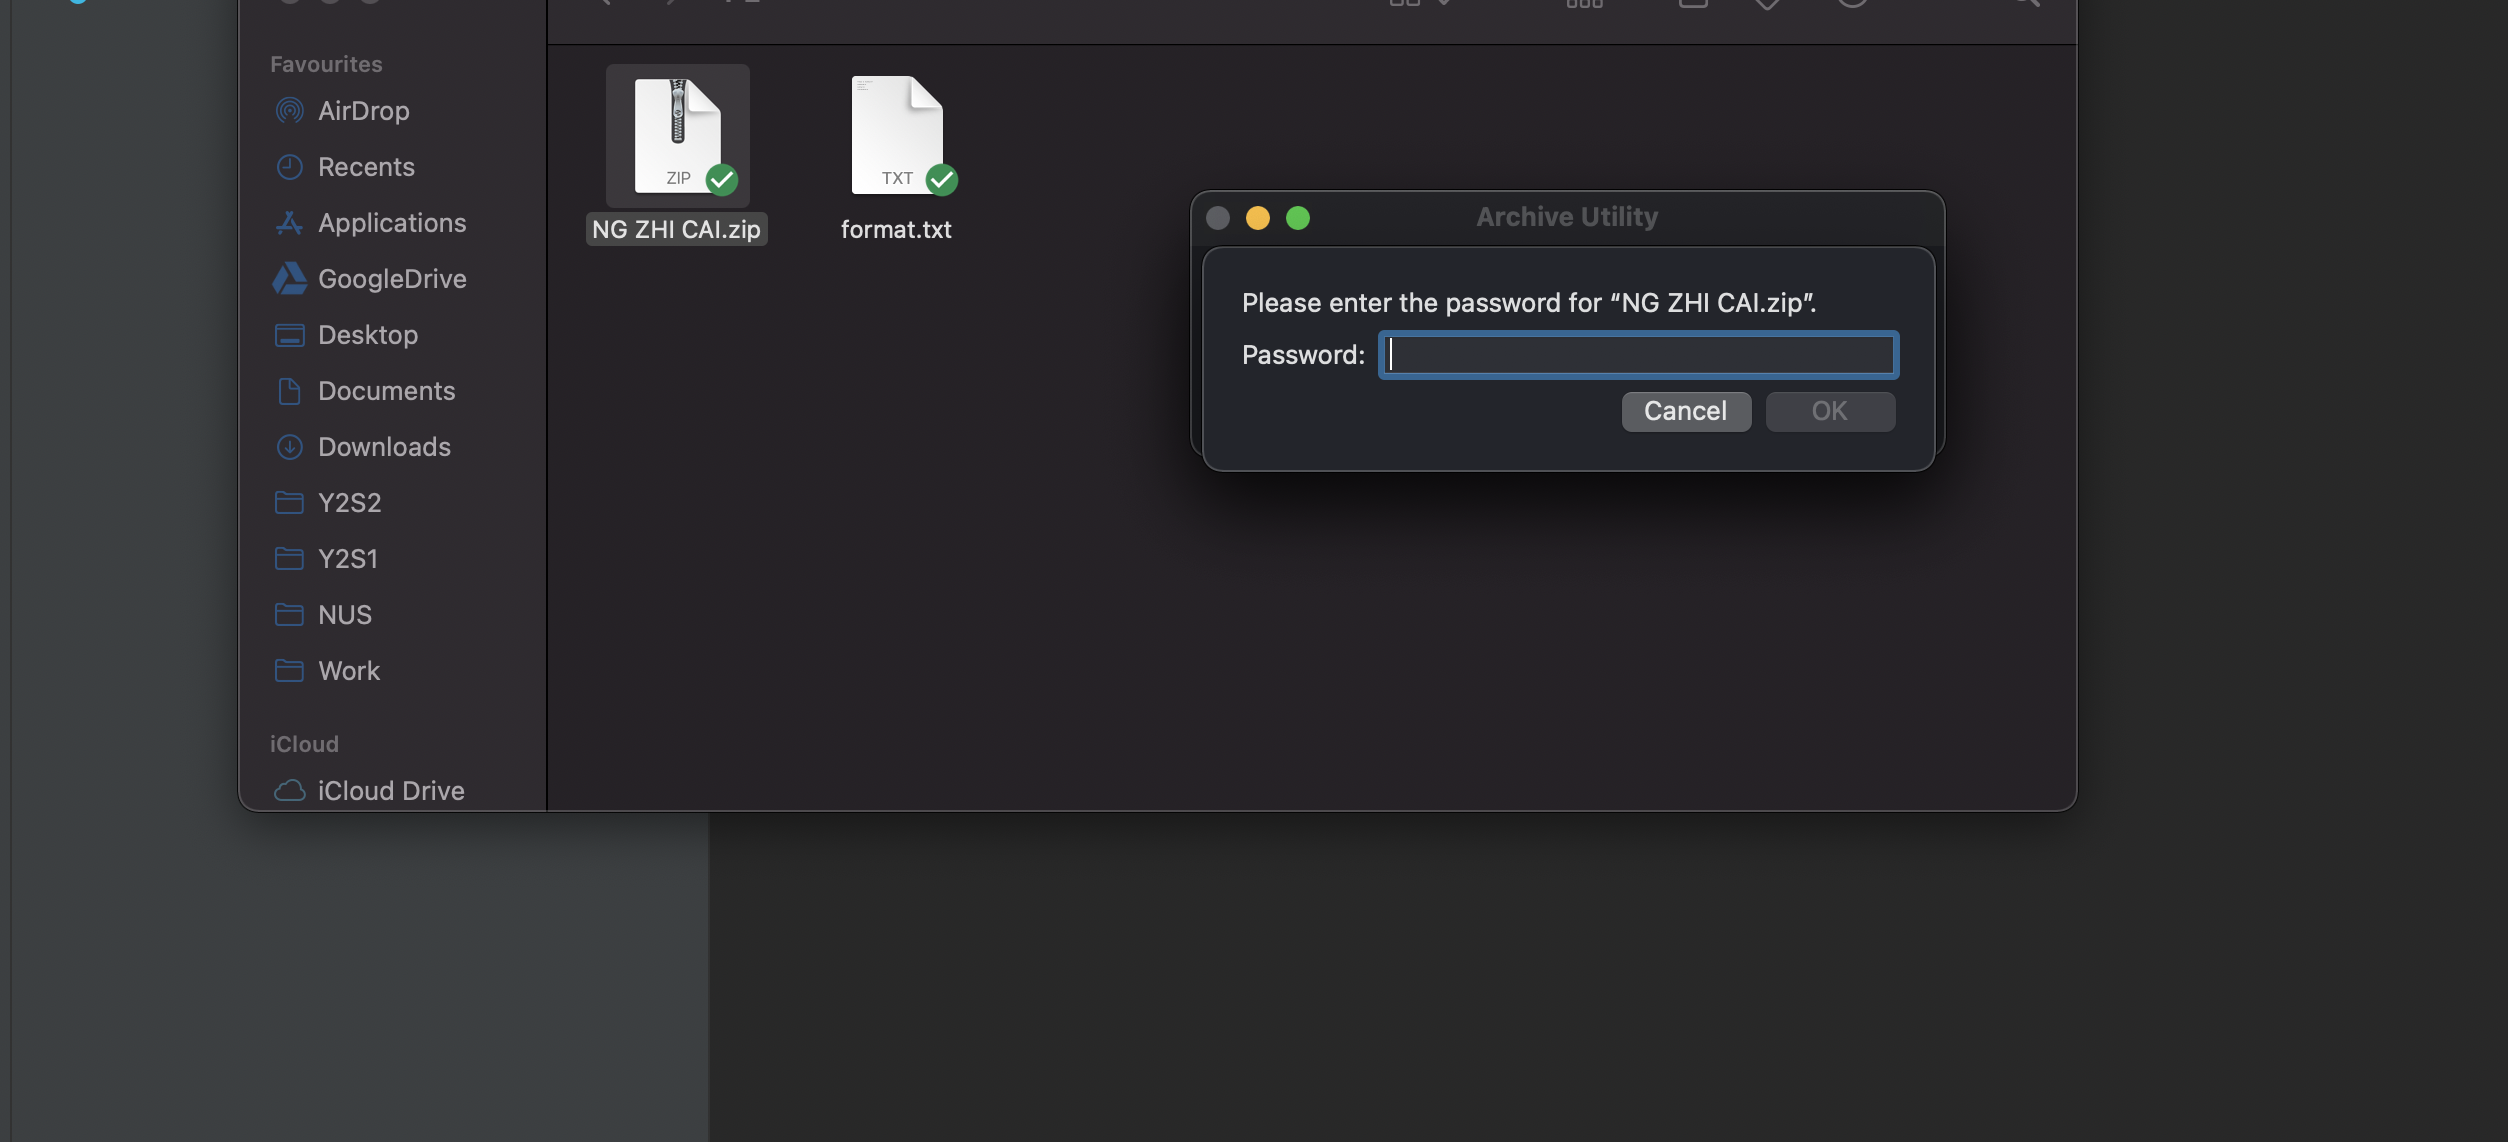 Favourites
AirDrop
Recents
Applications
GoogleDrive
Desktop
Documents
Downloads
Y2S2
Y2S1
NUS
Work
iCloud
iCloud Drive
ZIP
NG ZHI CAI.zip
TXT
format.txt
Archive Utility
Please enter the password for “NG ZHI CAI.zip”.
Password:
Cancel
OK